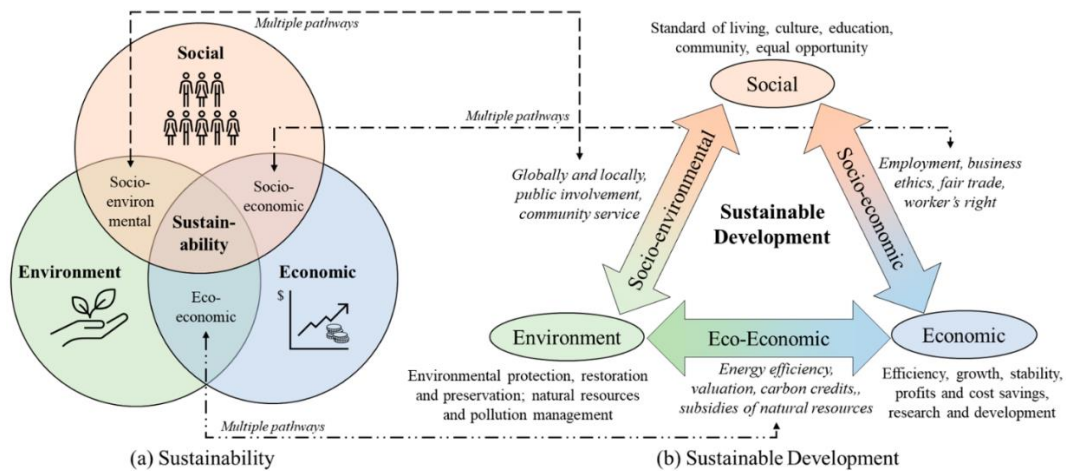 Multiple pathways
Social
Socio-
environ
mental
Socio-
economic
Sustain-
ability
Environment
Economic
$
Eco-
economic
Multiple pathways
(a) Sustainability
Standard of living, culture, education,
community, equal opportunity
Social
Multiple pathways
Globally and locally,
public involvement,
community service
Socio-environmental
Sustainable
Development
Socio-economic
Employment, business
ethics, fair trade,
worker's right
Environment
Eco-Economic
Economic
Environmental protection, restoration
and preservation; natural resources
and pollution management
Energy efficiency,
valuation, carbon credits,,
subsidies of natural resources
Efficiency, growth, stability,
profits and cost savings,
research and development
(b) Sustainable Development